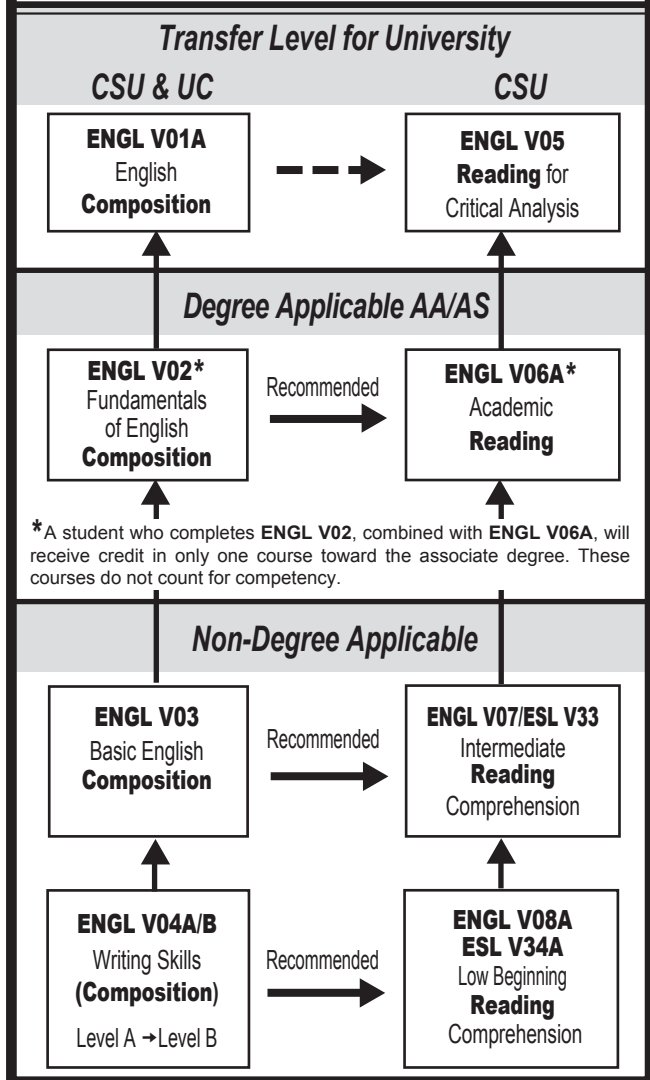 Transfer Level for University
CSU & UC
CSU
ENGL V01A
English
Composition
ENGL V05
Reading for
Critical Analysis
Degree Applicable AA/AS
ENGL V02*
Fundamentals
of English
Composition
Recommended
ENGL V06A*
Academic
Reading
*A student who completes ENGL V02, combined with ENGL V06A, will
receive credit in only one course toward the associate degree. These
courses do not count for competency.
Non-Degree Applicable
ENGL V03
Basic English
Composition
Recommended
ENGL V07/ESL V33
Intermediate
Reading
Comprehension
ENGL V04A/B
Writing Skills
(Composition)
Level A →Level B
Recommended
ENGL V08A
ESL V34A
Low Beginning
Reading
Comprehension